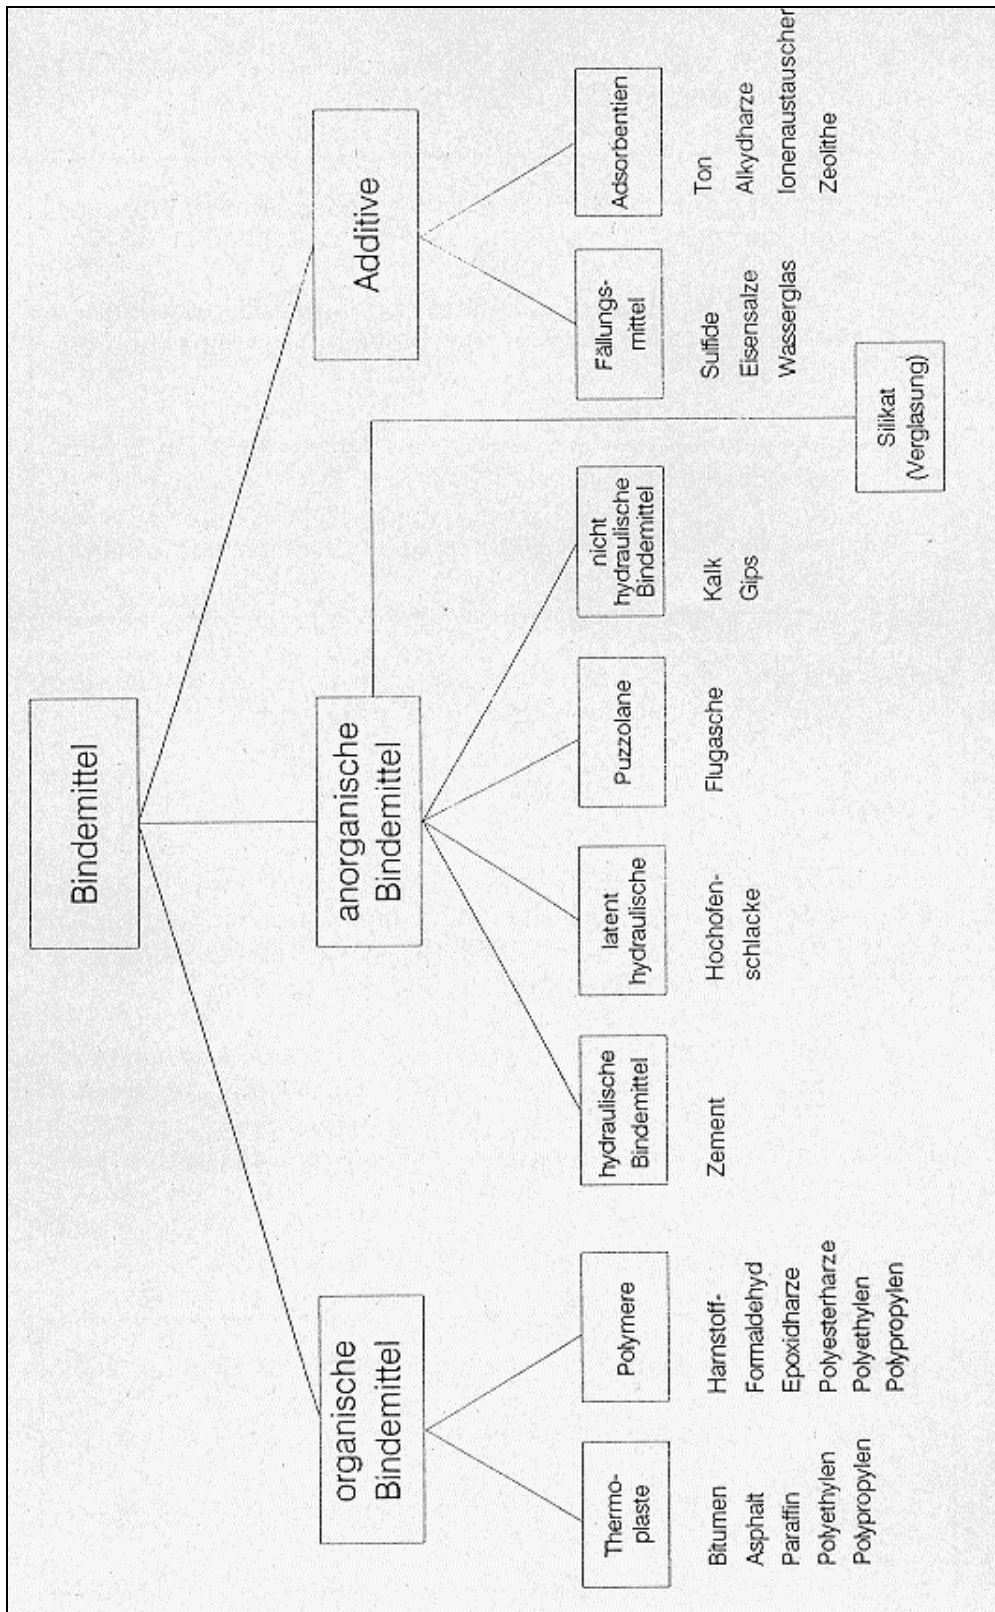 Bindemittel
organische
Bindemittel
anorganische
Bindemittel
Additive
Thermo-
plaste
Polymere
hydraulische
Bindemittel
latent
hydraulische
Puzzolane
nicht
hydraulische
Bindemittel
Fällungs-
mittel
Adsorbentien
Bitumen
Asphalt
Paraffin
Polyethylen
Polypropylen
Harnstoff-
Formaldehyd
Epoxidharze
Polyesterharze
Polyethylen
Polypropylen
Zement
Hochofen-
schlacke
Flugasche
Kalk
Gips
Sulfide
Eisensalze
Wasserglas
Ton
Alkydharze
Ionenaustauscher
Zeolithe
Silikat
(Verglasung)